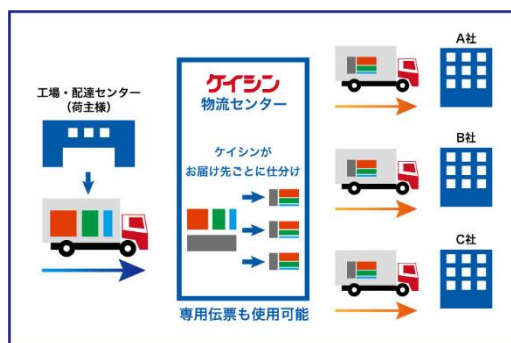 工場・配達センター
(荷主様)
ケイシン
物流センター
ケイシンが
お届け先ごとに仕分け
専用伝票も使用可能
A社
B社
C社